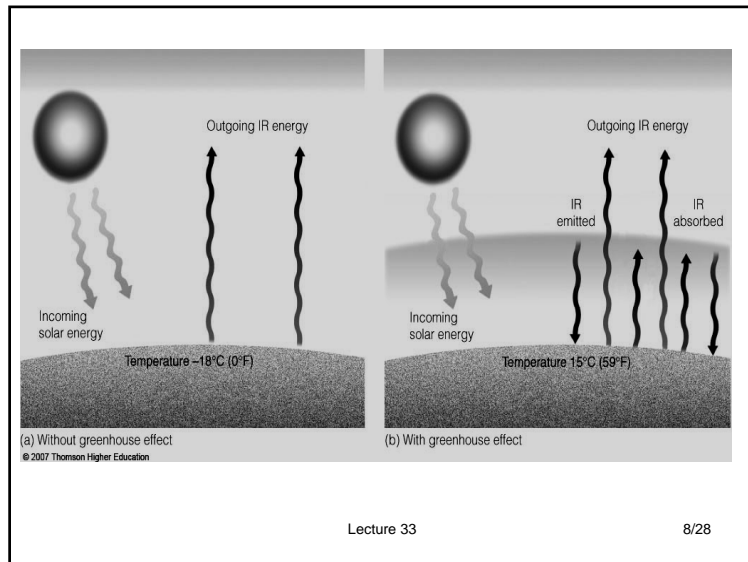 Outgoing IR energy
Incoming
solar energy
Temperature –18°C (0°F)
(a) Without greenhouse effect
© 2007 Thomson Higher Education
Outgoing IR energy
IR
emitted
IR
absorbed
Incoming
solar energy
Temperature 15°C (59°F)
(b) With greenhouse effect
Lecture 33
8/28